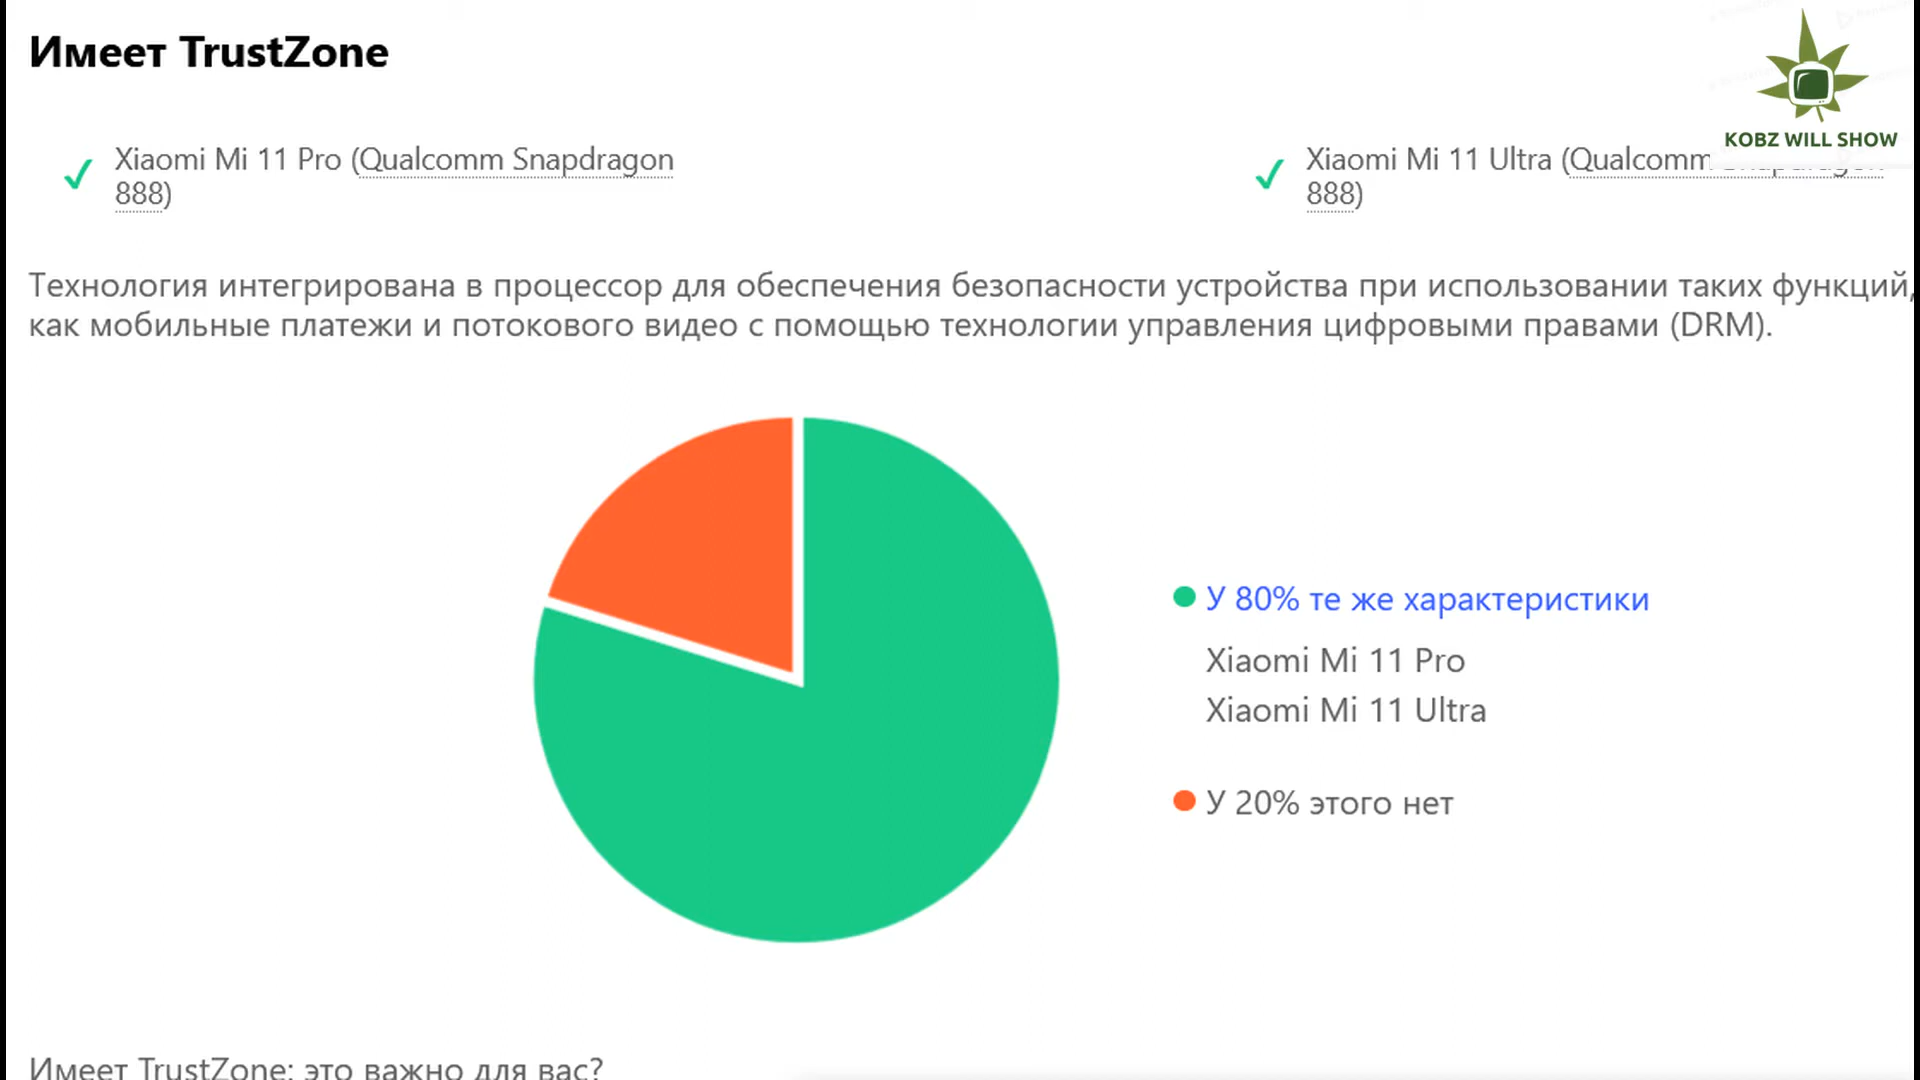 Имеет TrustZone
KOBZ WILL SHOW
Xiaomi Mi 11 Pro (Qualcomm Snapdragon
888)
Xiaomi Mi 11 Ultra (Qualcomm
888)
Технология интегрирована в процессор для обеспечения безопасности устройства при использовании таких функций,
как мобильные платежи и потокового видео с помощью технологии управления цифровыми правами (DRM).
У 80% те же характеристики
Xiaomi Mi 11 Pro
Xiaomi Mi 11 Ultra
У 20% этого нет
Имеет TrustZone: это важно для вас?